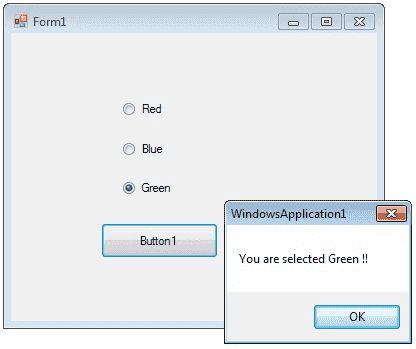 Form1
Red
Blue
Green
Button1
WindowsApplication1
You are selected Green !!
OK